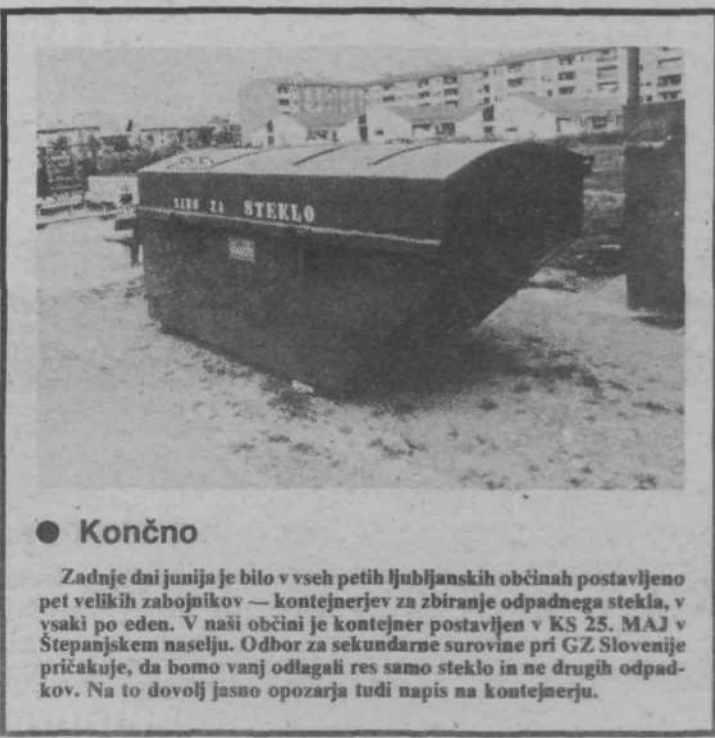 SAMO ZA STEKLO
● Končno
Zadnje dni junija je bilo v vseh petih ljubljanskih občinah postavljeno
pet velikih zabojnikov — kontejnerjev za zbiranje odpadnega stekla, v
vsaki po eden. V naši občini je kontejner postavljen v KS 25. MAJ v
Štepanjskem naselju. Odbor za sekundarne surovine pri GZ Slovenije
pričakuje, da bomo vanj odlagali res samo steklo in ne drugih odpad-
kov. Na to dovolj jasno opozarja tudi napis na kontejnerju.